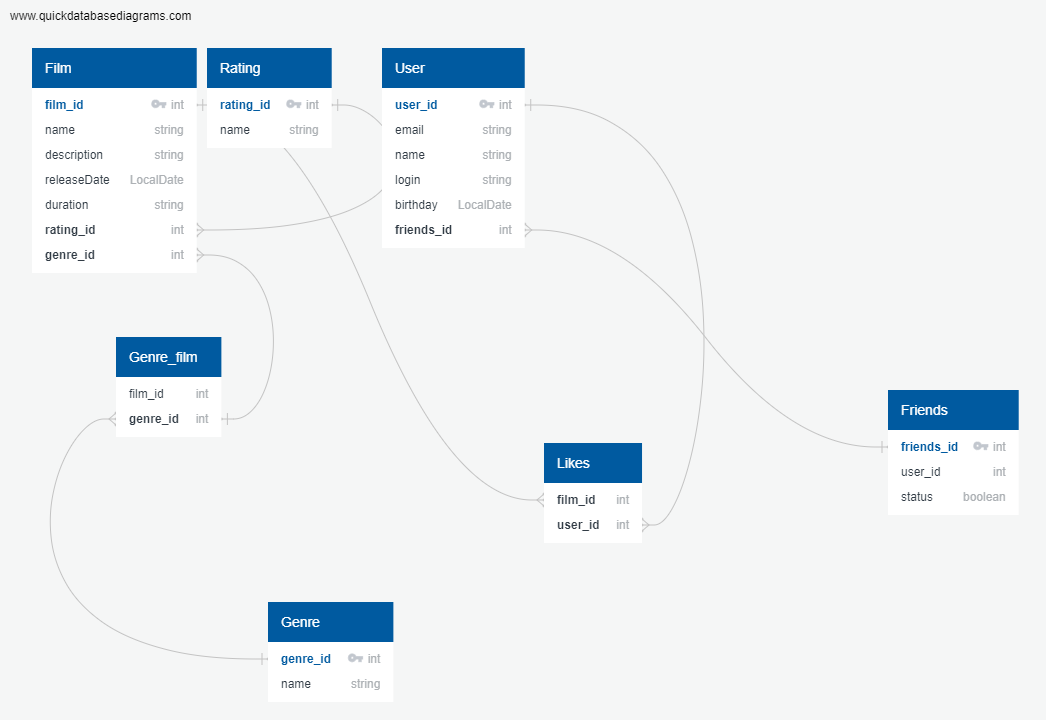 www.quickdatabasediagrams.com
Film
film_id int
name string
description string
releaseDate LocalDate
duration string
rating_id int
genre_id int
Rating
rating_id int
name string
User
user_id int
email string
name string
login string
birthday LocalDate
friends_id int
Genre_film
film_id int
genre_id int
Friends
friends_id int
user_id int
status boolean
Likes
film_id int
user_id int
Genre
genre_id int
name string